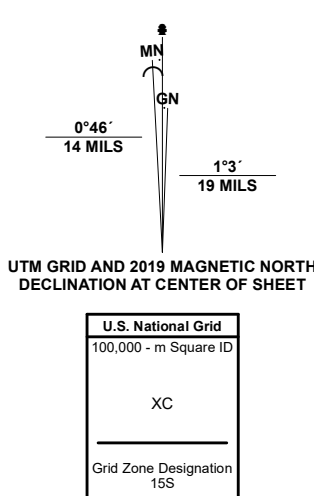 MN
GN
0°46´
14 MILS
1°3´
19 MILS
UTM GRID AND 2019 MAGNETIC NORTH
DECLINATION AT CENTER OF SHEET
U.S. National Grid
100,000 - m Square ID
XC
Grid Zone Designation
15S